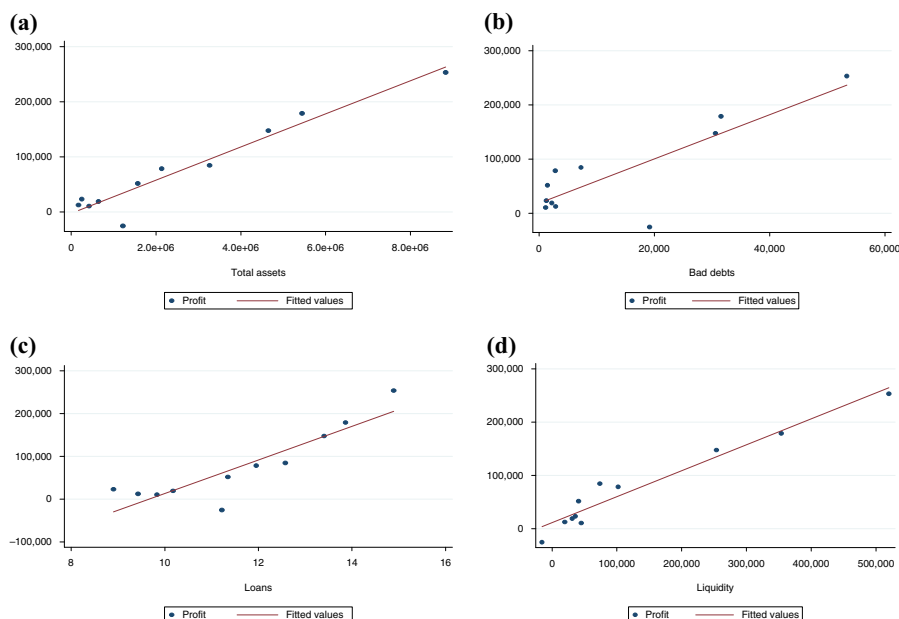 (a)
300,000
200,000
100,000
0
0 2.0e+06 4.0e+06 6.0e+06 8.0e+06
Total assets
Profit Fitted values
(b)
300,000
200,000
100,000
0
0 20,000 40,000 60,000
Bad debts
Profit Fitted values
(c)
300,000
200,000
100,000
0
−100,000
8 10 12 14 16
Loans
Profit Fitted values
(d)
300,000
200,000
100,000
0
0 100,000 200,000 300,000 400,000 500,000
Liquidity
Profit Fitted values